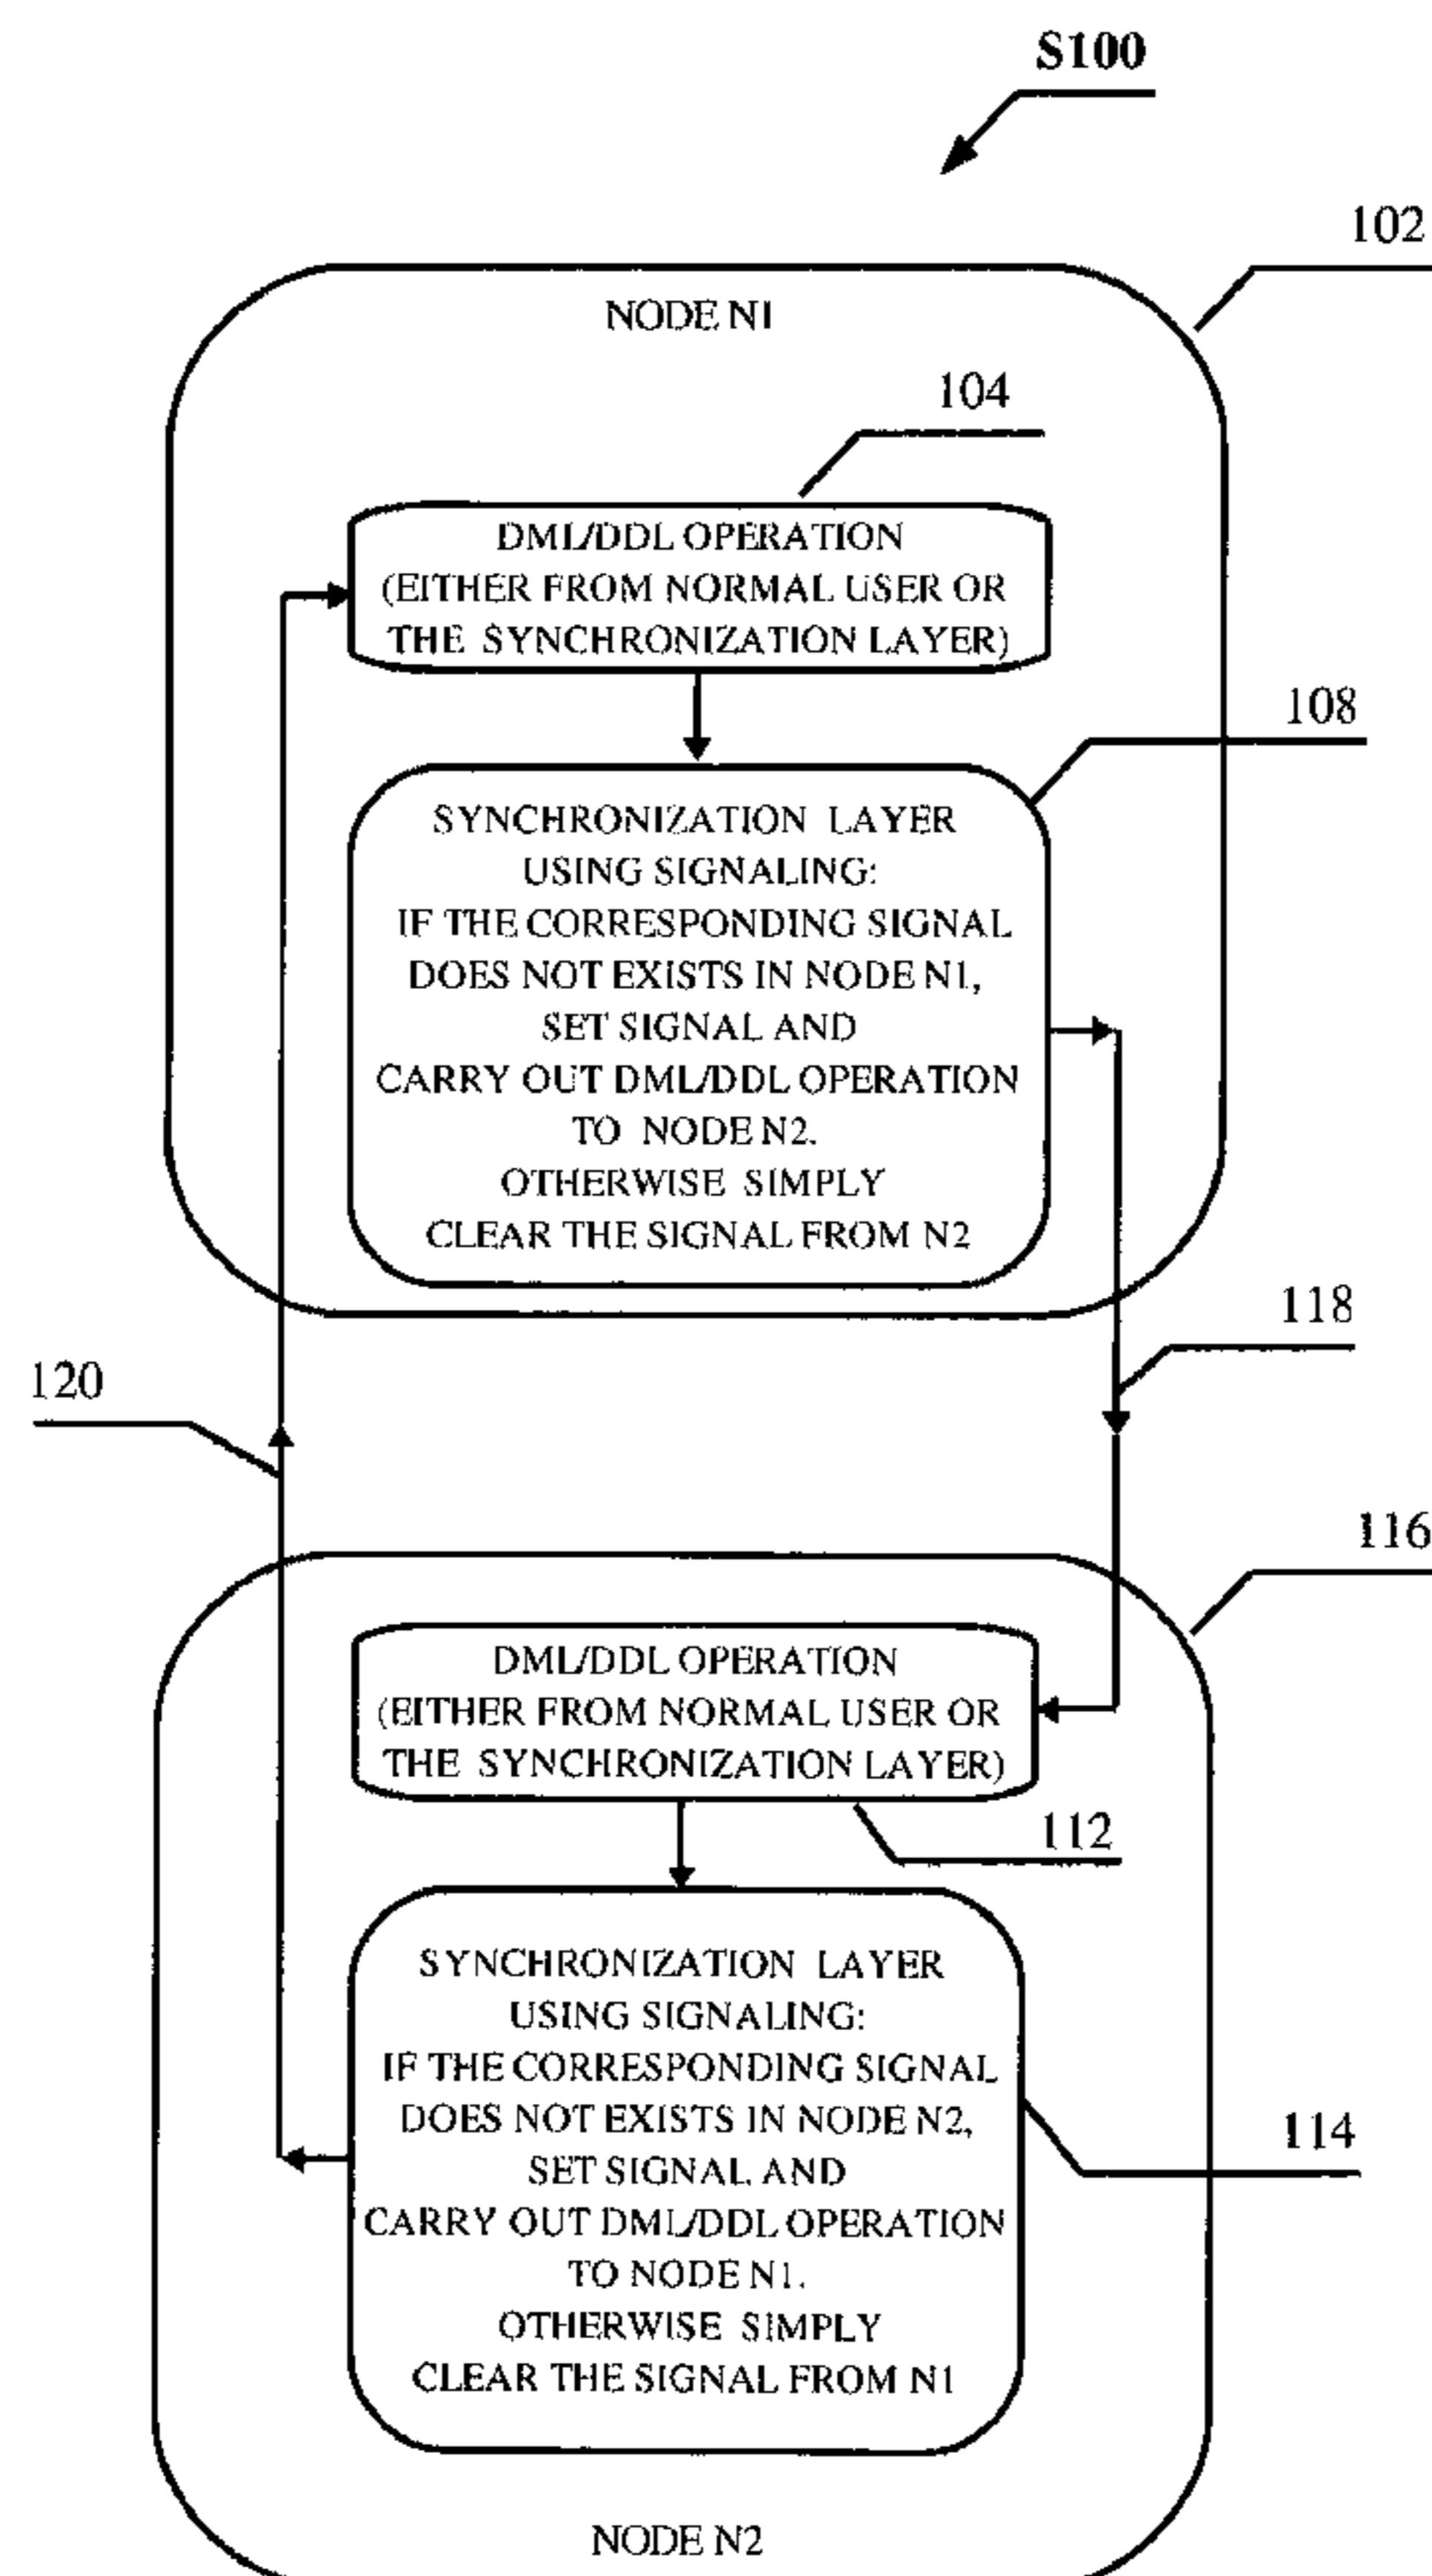 S100
102
NODE N1
104
DML/DDL OPERATION
(EITHER FROM NORMAL USER OR
THE SYNCHRONIZATION LAYER)
108
SYNCHRONIZATION LAYER
USING SIGNALING:
IF THE CORRESPONDING SIGNAL
DOES NOT EXISTS IN NODE N1,
SET SIGNAL AND
CARRY OUT DML/DDL OPERATION
TO NODE N2.
OTHERWISE SIMPLY
CLEAR THE SIGNAL FROM N2
118
120
116
DML/DDL OPERATION
(EITHER FROM NORMAL USER OR
THE SYNCHRONIZATION LAYER)
112
SYNCHRONIZATION LAYER
USING SIGNALING:
IF THE CORRESPONDING SIGNAL
DOES NOT EXISTS IN NODE N2,
SET SIGNAL AND
CARRY OUT DML/DDL OPERATION
TO NODE N1.
OTHERWISE SIMPLY
CLEAR THE SIGNAL FROM N1
114
NODE N2